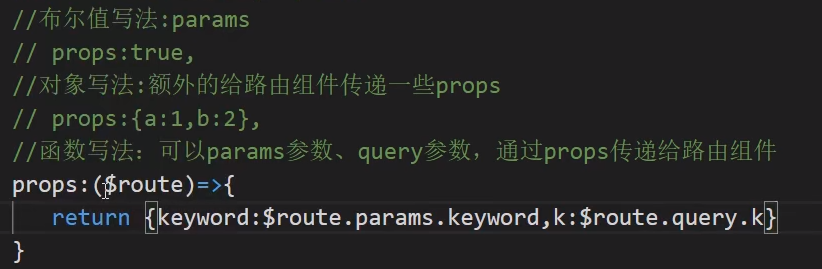 //布尔值写法:params
// props:true,
//对象写法:额外的给路由组件传递一些props
// props:{a:1,b:2},
//函数写法：可以params参数、query参数，通过props传递给路由组件
props:($route)=>{
return {keyword:$route.params.keyword,k:$route.query.k}
}